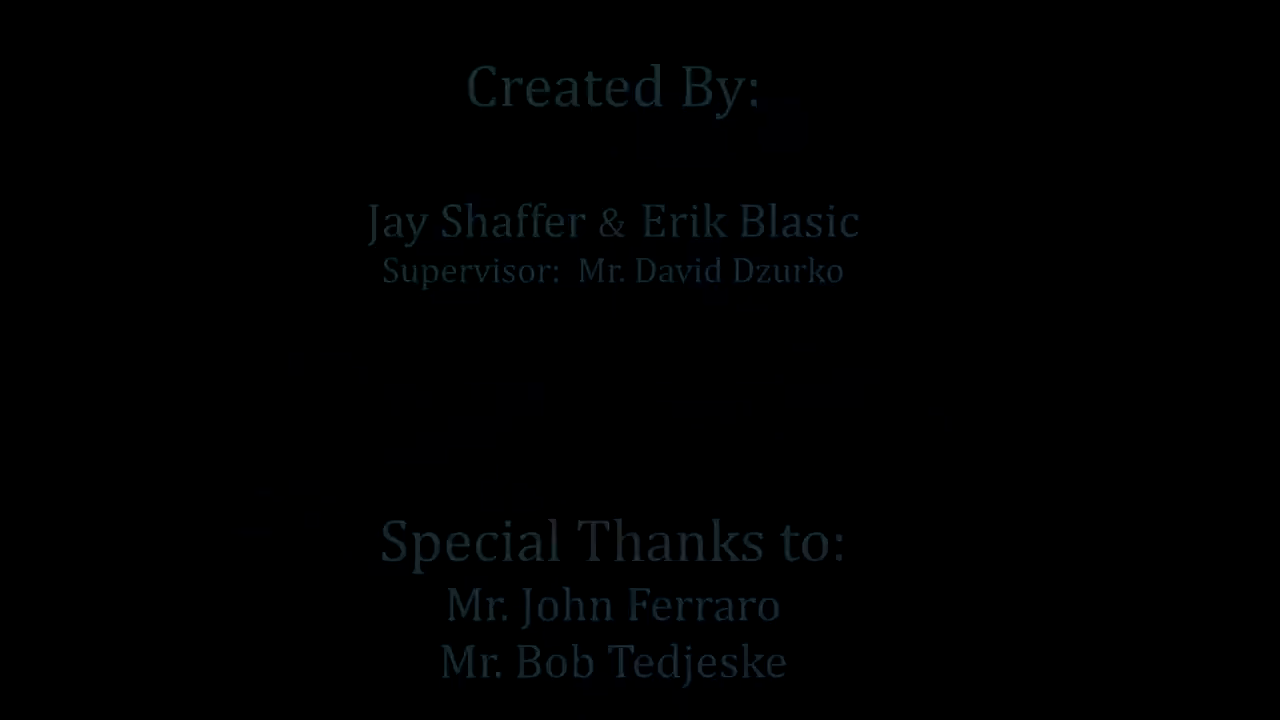 Created By:
Jay Shaffer & Erik Blasic
Supervisor: Mr. David Dzurko
Special Thanks to:
Mr. John Ferraro
Mr. Bob Tedjeske